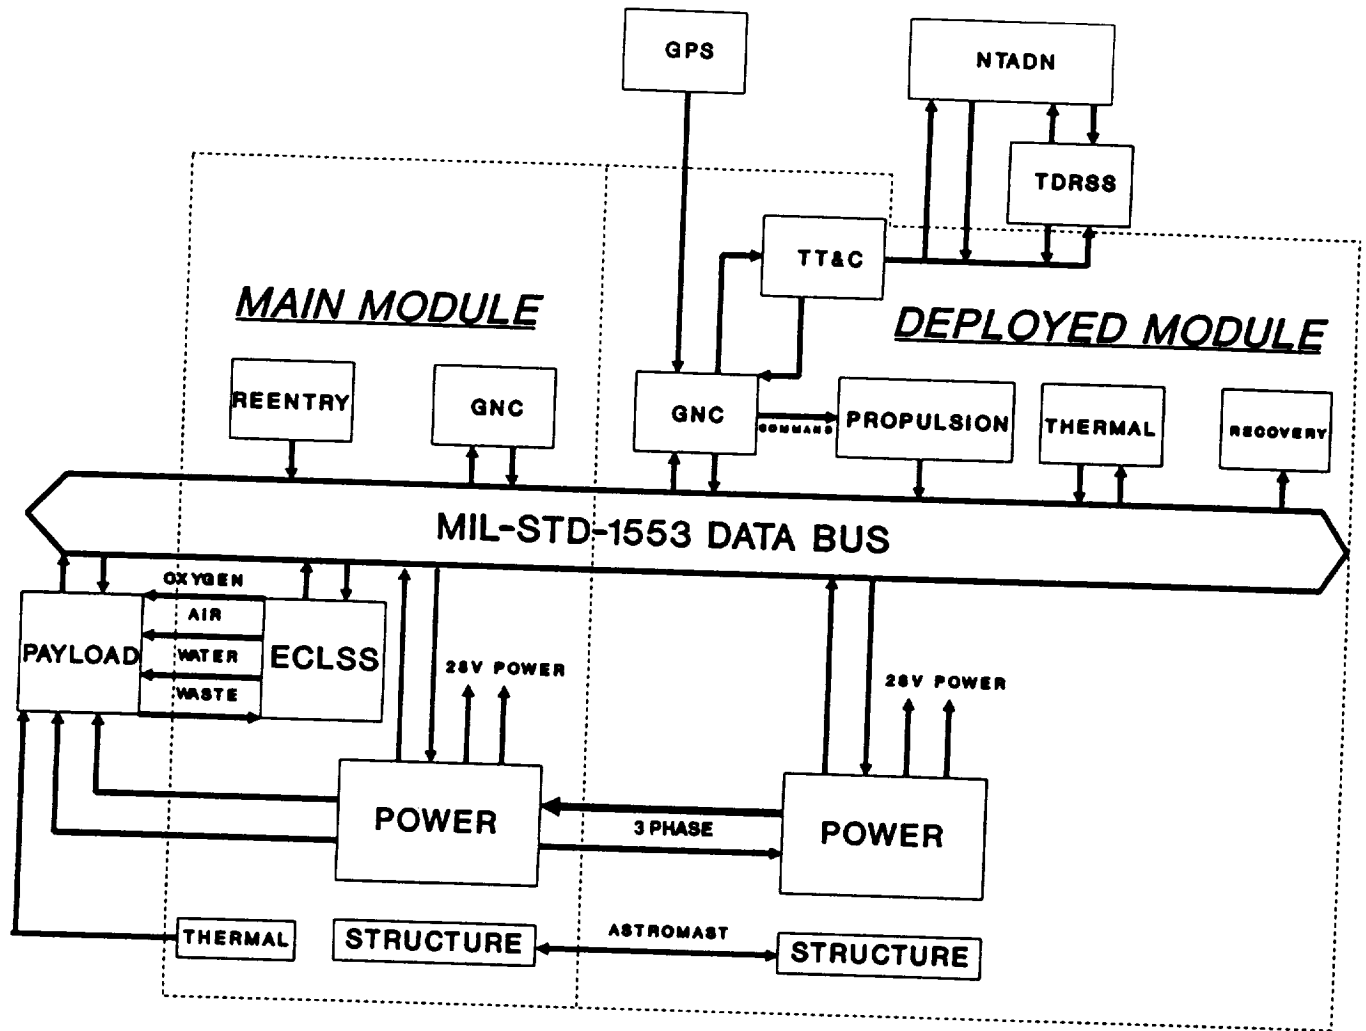 GPS
NTADN
TDRSS
TT&C
MAIN MODULE
DEPLOYED MODULE
REENTRY
GNC
GNC
COMMAND
PROPULSION
THERMAL
RECOVERY
MIL-STD-1553 DATA BUS
OXYGEN
AIR
WATER
WASTE
PAYLOAD
ECLSS
28V POWER
28V POWER
POWER
3 PHASE
POWER
THERMAL
STRUCTURE
ASTROMAST
STRUCTURE